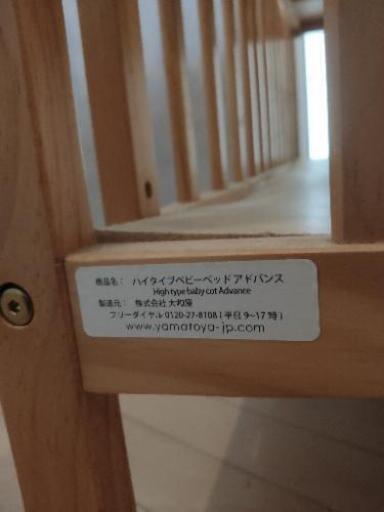 商品名： ハイタイプベビーベッド アドバンス
High type baby cot Advance
製造元： 株式会社 大和屋
フリーダイヤル 0120-27-8108 ( 平日 9~17 時 )
www.yamatoya-jp.com